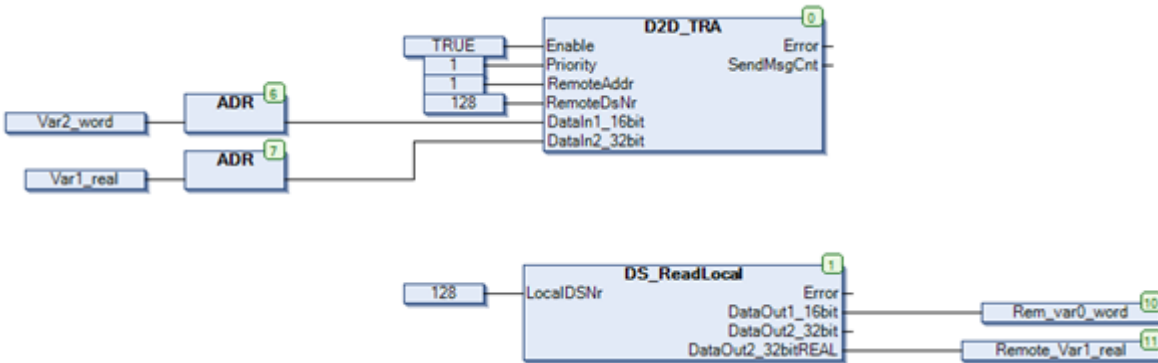 0
D2D_TRA
TRUE Enable Error
1 Priority SendMsgCnt
1 RemoteAddr
128 RemoteDsNr
6
ADR
Var2_word DataIn1_16bit
DataIn2_32bit
7
ADR
Var1_real
1
DS_ReadLocal
128 LocalDSNr Error
DataOut1_16bit Rem_var0_word 10
DataOut2_32bit
DataOut2_32bitREAL Remote_Var1_real 11